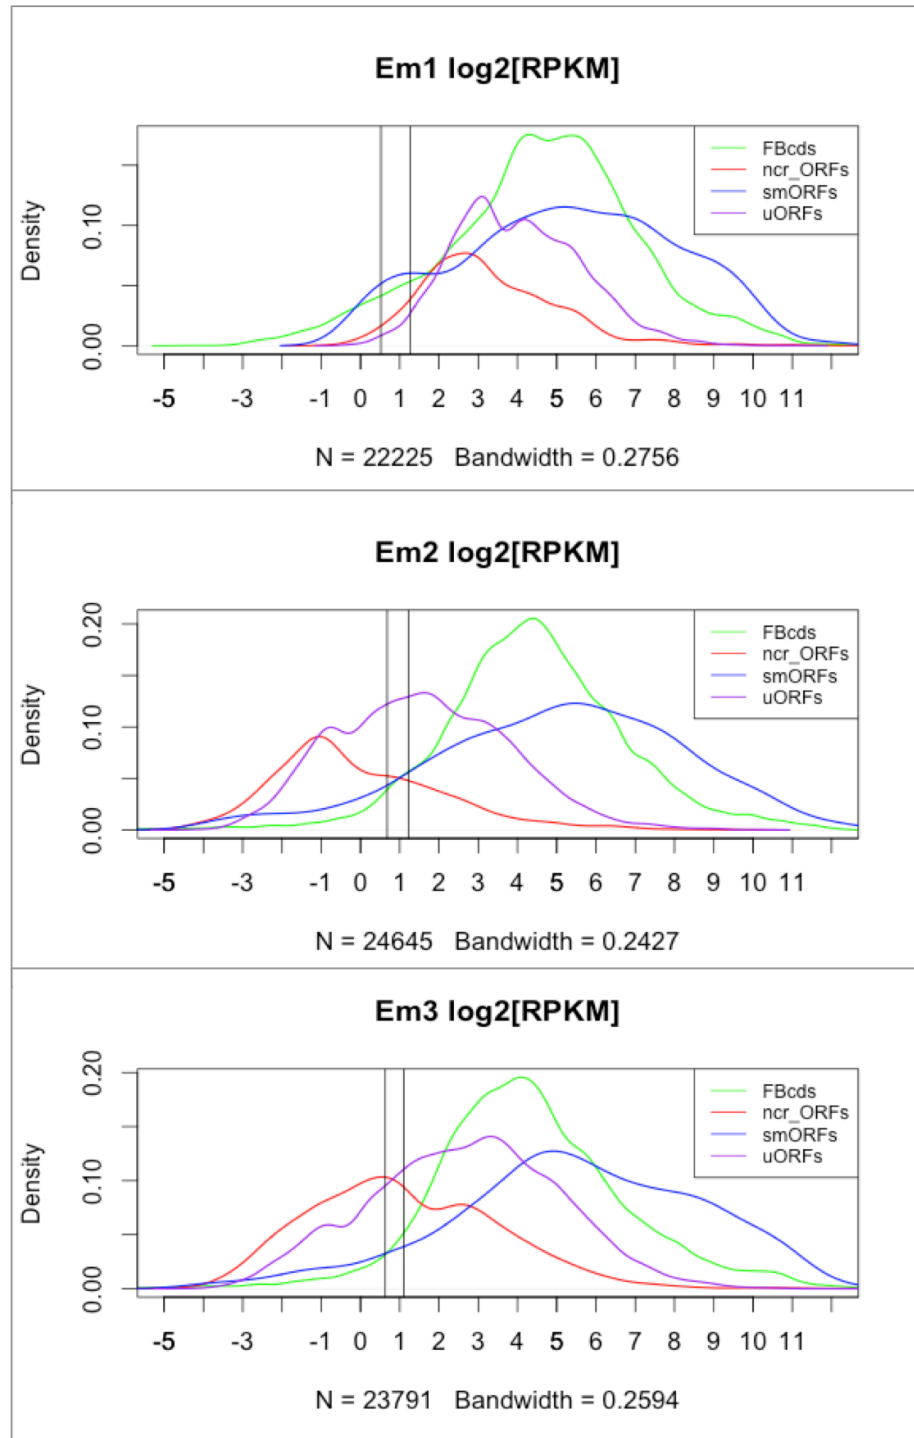 Em1 log2[RPKM]
Density
0.00 0.10
FBcds
ncr_ORFs
smORFs
uORFs
-5 -3 -1 0 1 2 3 4 5 6 7 8 9 10 11
N = 22225 Bandwidth = 0.2756
Em2 log2[RPKM]
Density
0.00 0.10 0.20
FBcds
ncr_ORFs
smORFs
uORFs
-5 -3 -1 0 1 2 3 4 5 6 7 8 9 10 11
N = 24645 Bandwidth = 0.2427
Em3 log2[RPKM]
Density
0.00 0.10 0.20
FBcds
ncr_ORFs
smORFs
uORFs
-5 -3 -1 0 1 2 3 4 5 6 7 8 9 10 11
N = 23791 Bandwidth = 0.2594